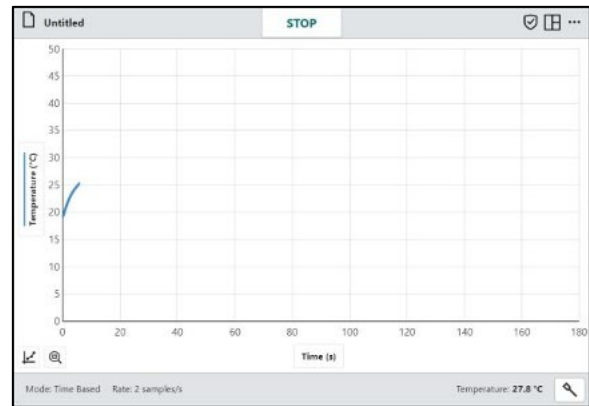 Untitled
STOP
50
45
40
35
30
25
20
15
10
5
0
Temperature (°C)
0 20 40 60 80 100 120 140 160 180
Time (s)
Mode: Time Based Rate: 2 samples/s Temperature: 27.8 °C